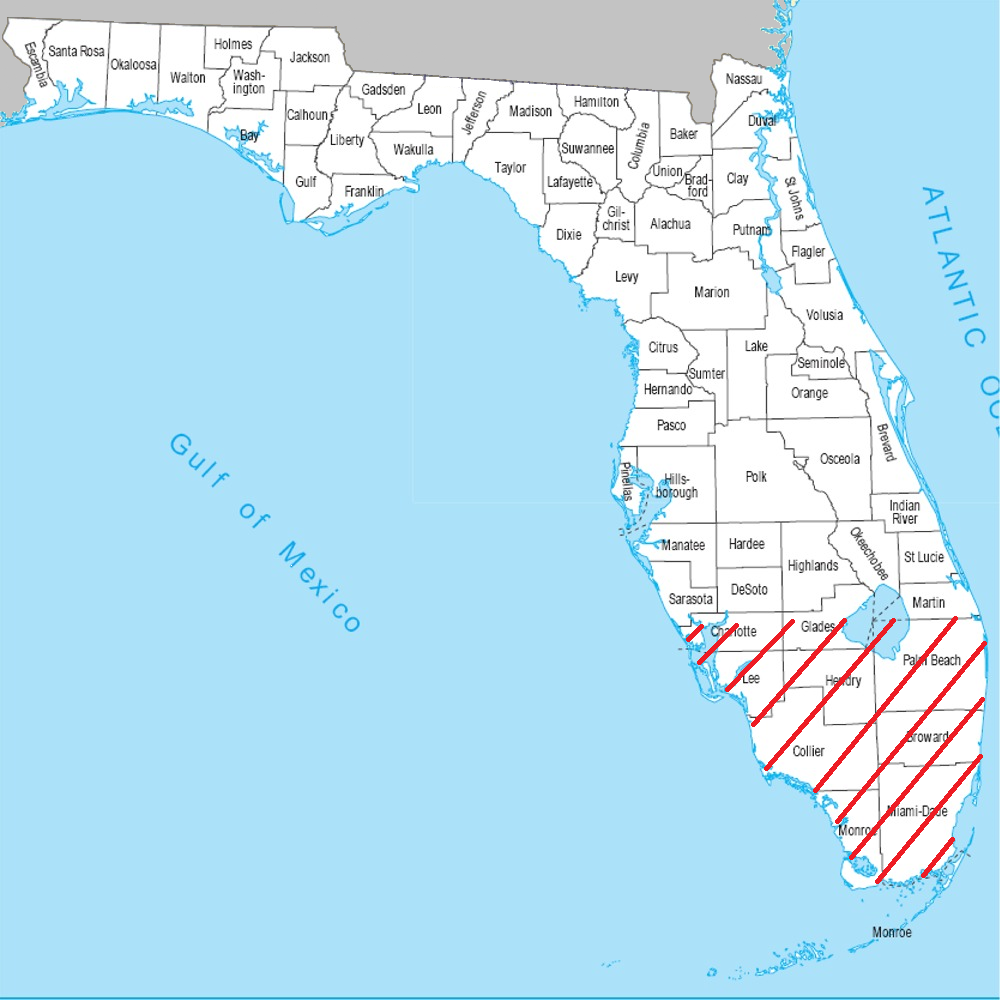 Escambia
Santa Rosa
Okaloosa
Walton
Holmes
Wash-
ington
Bay
Jackson
Calhoun
Gulf
Liberty
Gadsden
Franklin
Leon
Wakulla
Jefferson
Madison
Taylor
Hamilton
Suwannee
Lafayette
Dixie
Columbia
Gil-
christ
Levy
Baker
Union
Brad-
ford
Alachua
Nassau
Duval
Clay
St Johns
Putnam
Flagler
Marion
Volusia
Citrus
Sumter
Lake
Seminole
Hernando
Orange
Pasco
Brevard
Pinellas
Hills-
borough
Polk
Osceola
Indian
River
Manatee
Hardee
Highlands
Okeechobee
St Lucie
Sarasota
DeSoto
Martin
Charlotte
Glades
Lee
Hendry
Palm Beach
Collier
Broward
Monroe
Miami-Dade
Monroe
Gulf of Mexico
ATLANTIC OCE